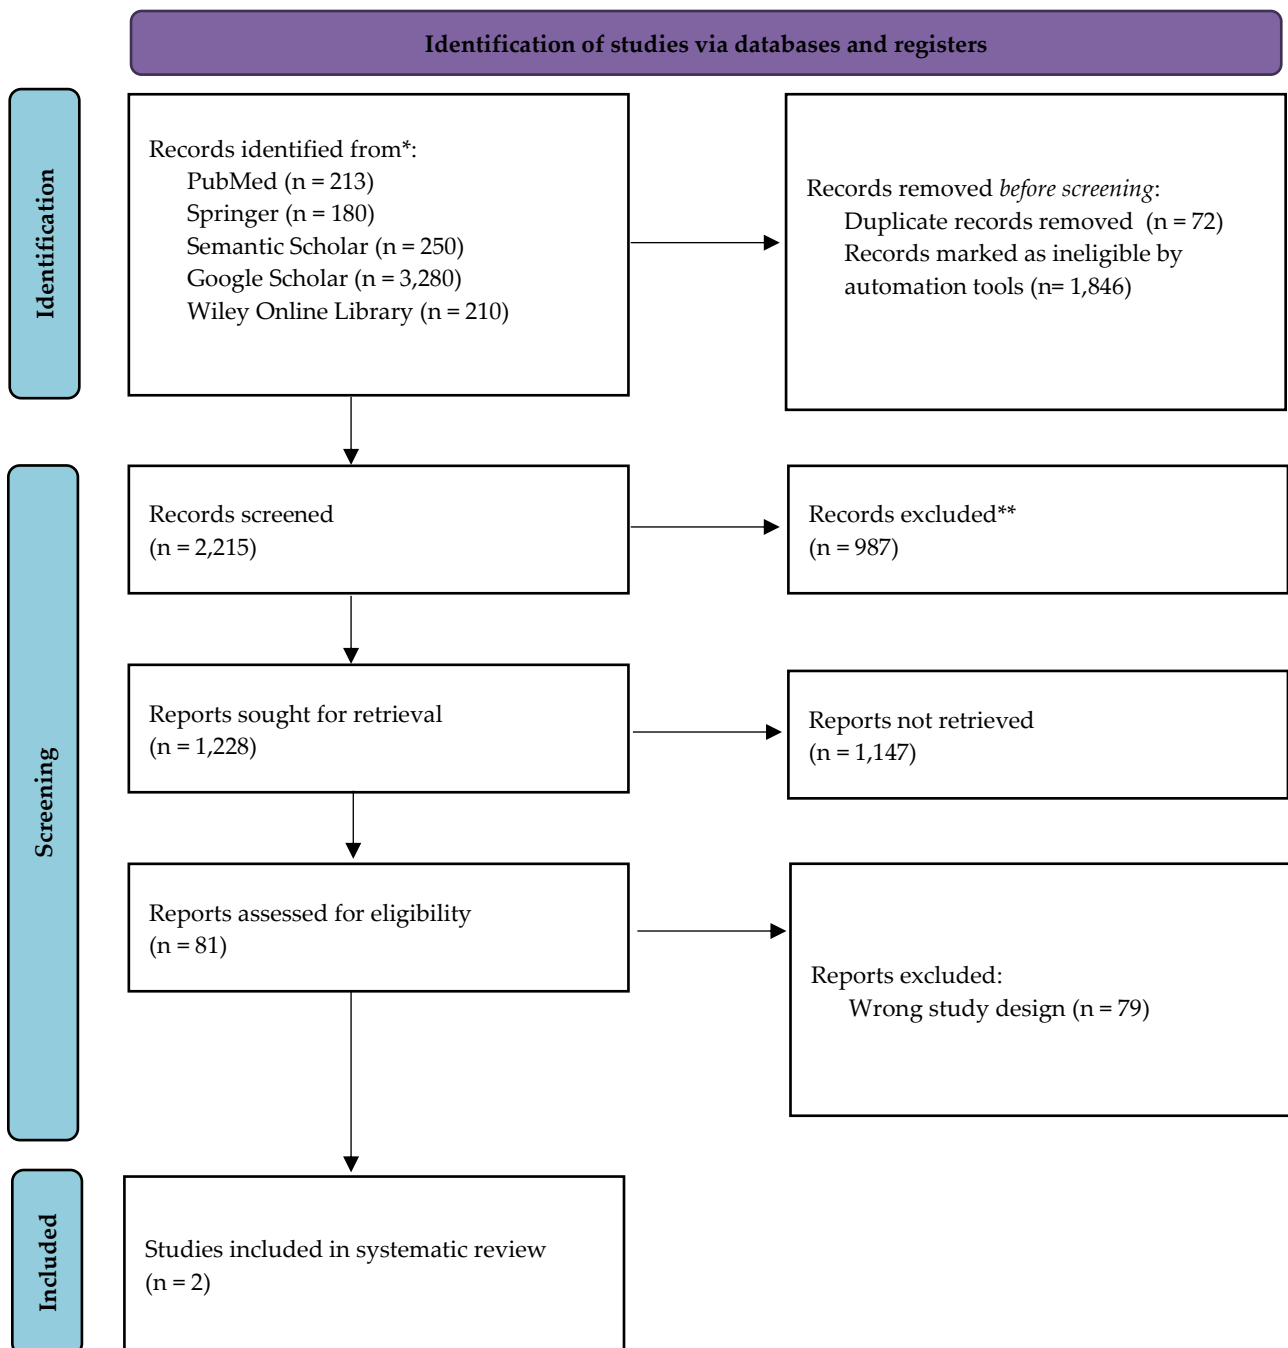 Identification of studies via databases and registers
Identification
Records identified from*:
PubMed (n = 213)
Springer (n = 180)
Semantic Scholar (n = 250)
Google Scholar (n = 3,280)
Wiley Online Library (n = 210)
Records removed before screening:
Duplicate records removed (n = 72)
Records marked as ineligible by
automation tools (n= 1,846)
Screening
Records screened
(n = 2,215)
Records excluded**
(n = 987)
Reports sought for retrieval
(n = 1,228)
Reports not retrieved
(n = 1,147)
Reports assessed for eligibility
(n = 81)
Reports excluded:
Wrong study design (n = 79)
Included
Studies included in systematic review
(n = 2)